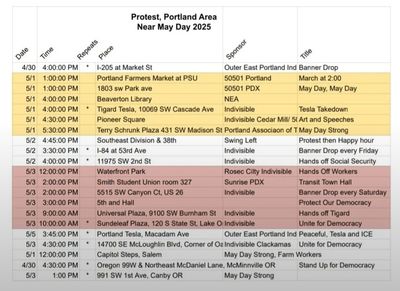 Protest, Portland Area
Near May Day 2025
Date Time Repeats Place Sponsor Title
4/30 4:00:00 PM * I-205 at Market St Outer East Portland Ind Banner Drop
5/1 1:00:00 PM Portland Farmers Market at PSU 50501 Portland March at 2:00
5/1 1:00:00 PM 1803 sw Park ave 50501 PDX May Day, May Day
5/1 4:00:00 PM Beaverton Library NEA
5/1 4:00:00 PM * Tigard Tesla, 10069 SW Cascade Ave Indivisible Tesla Takedown
5/1 4:30:00 PM Pioneer Square Indivisible Cedar Mill/ Art and Speeches
5/1 5:30:00 PM Terry Schrunk Plaza 431 SW Madison St Portland Association of T May Day Strong
5/2 4:45:00 PM Southeast Division & 38th Swing Left Protest then Happy hour
5/2 3:30:00 PM * I-84 at 53rd Ave Indivisible Banner Drop every Friday
5/2 4:00:00 PM * 11975 SW 2nd St Indivisible Hands off Social Security
5/3 12:00:00 PM Waterfront Park Rosec City Indivisible Hands Off Workers
5/3 2:00:00 PM Smith Student Union room 327 Sunrise PDX Transit Town Hall
5/3 2:00:00 PM * 5515 SW Canyon Ct, US 26 Indivisible Banner Drop every Saturday
5/3 3:00:00 PM 5th and Hall Protect Our Democracy
5/3 9:00:00 AM * Universal Plaza, 9100 SW Burnham St Indivisible Hands off Tigard
5/3 10:00:00 AM * Sundeleaf Plaza, 120 S State St, Lake O Indivisible Unite for Democracy
5/5 3:45:00 PM * Portland Tesla, Macadam Ave Outer East Portland Ind Peaceful, Tesla and ICE
5/3 4:30:00 PM * 14700 SE McLoughlin Blvd, Corner of Oa Indivisible Clackamas Unite for Democracy
5/1 12:00:00 PM Capitol Steps, Salem May Day Strong, Farm Workers
4/30 4:30:00 PM * Oregon 99W & Northeast McDaniel Lane, McMinnville OR Stand Up for Democracy
5/3 1:00 PM * 991 SW 1st Ave, Canby OR May Day Strong